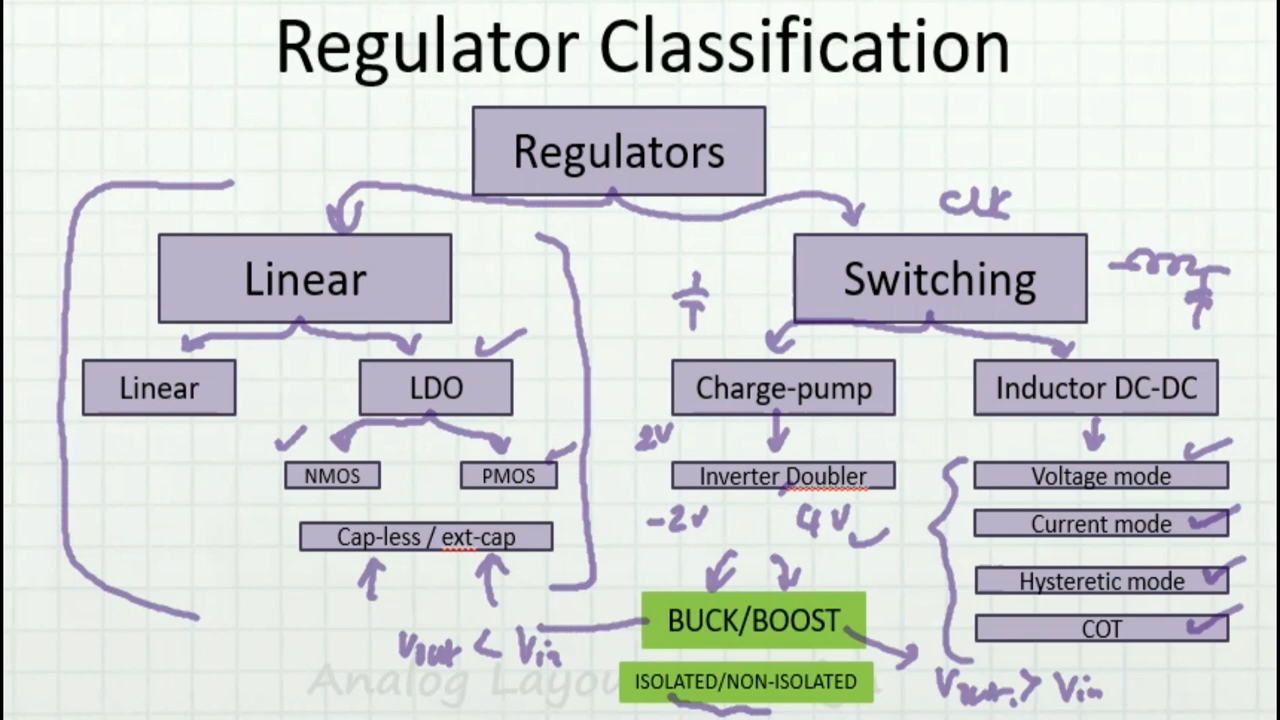 Regulator Classification
Regulators
CLK
Linear
Switching
Linear
LDO
Charge-pump
Inductor DC-DC
2V
NMOS
PMOS
Inverter Doubler
Voltage mode
-2V
4V
Current mode
Cap-less / ext-cap
Hysteretic mode
BUCK/BOOST
COT
Vout < Vin
ISOLATED/NON-ISOLATED
Vout > Vin
Analog Layou